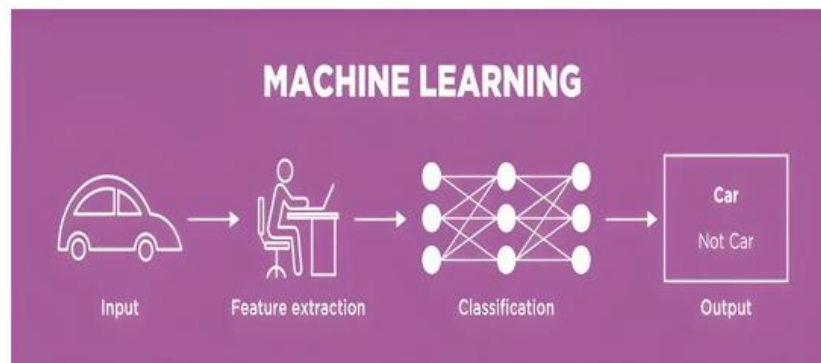 MACHINE LEARNING
Car
Not Car
Input
Feature extraction
Classification
Output